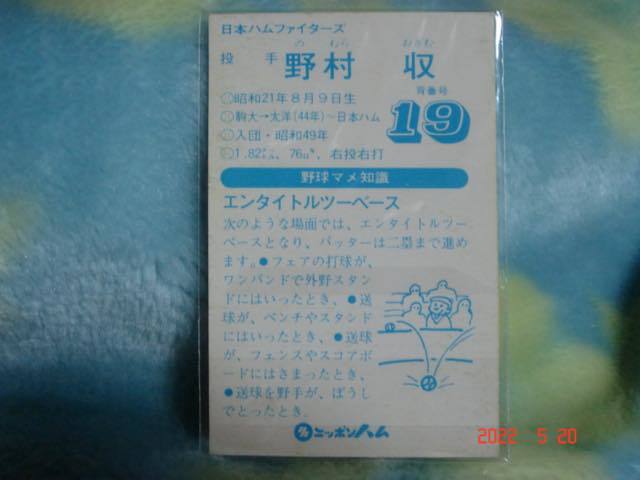 日本ハムファイターズ
のむら おさむ
投手 野村 収
背番号
19
昭和21年8月9日生
駒大→大洋(44年)〜日本ハム
入団・昭和49年
1.82㍍、76㎏、右投右打
野球マメ知識
エンタイトルツーベース
次のような場面では、エンタイトルツー
ベースとなり、バッターは二塁まで進め
ます。●フェアの打球が、
ワンバンドで外野スタン
ドにはいったとき、●送
球が、ベンチやスタンド
にはいったとき、●送球
が、フェンスやスコアボ
ードにはさまったとき、
●送球を野手が、ぼうし
でとったとき。
ニッポンハム
2022 5 20